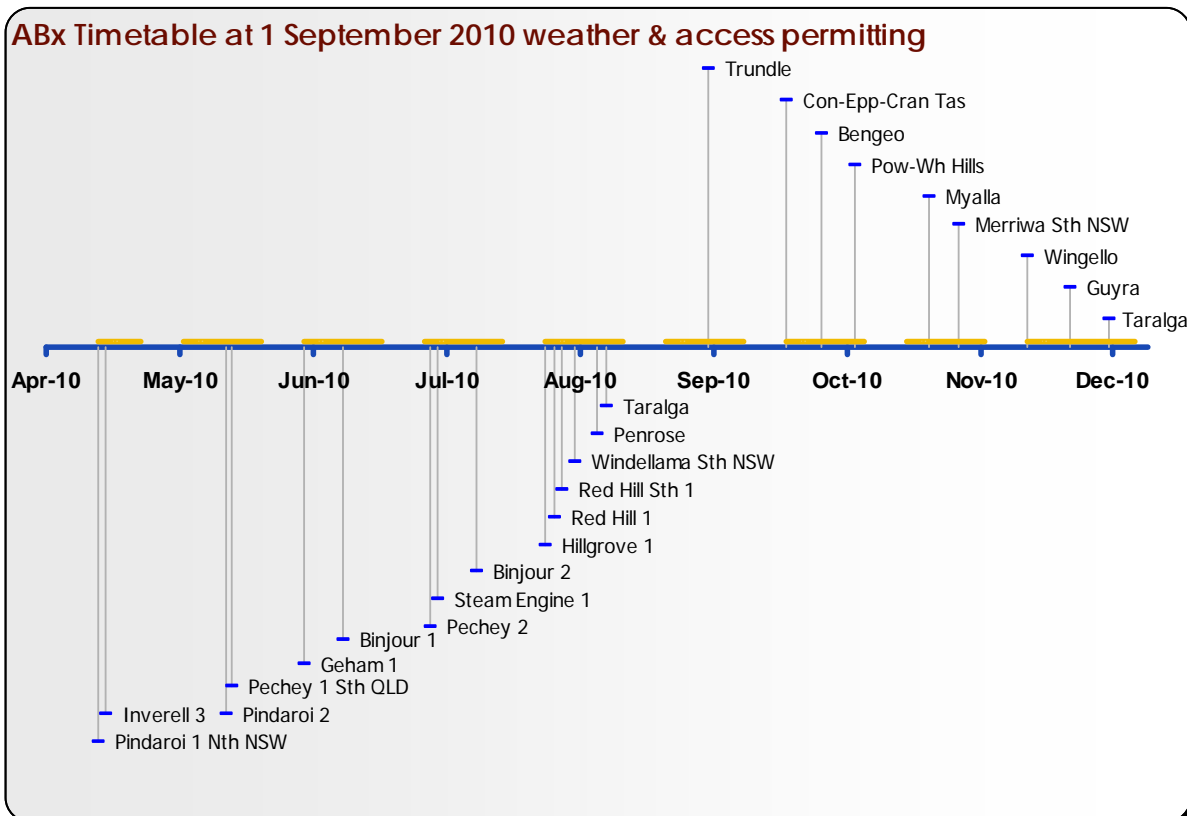 ABx Timetable at 1 September 2010 weather & access permitting
Trundle
Con-Epp-Cran Tas
Bengeo
Pow-Wh Hills
Myalla
Merriwa Sth NSW
Wingello
Guyra
Taralga
Apr-10 May-10 Jun-10 Jul-10 Aug-10 Sep-10 Oct-10 Nov-10 Dec-10
Taralga
Penrose
Windellama Sth NSW
Red Hill Sth 1
Red Hill 1
Hillgrove 1
Binjour 2
Steam Engine 1
Pechey 2
Binjour 1
Geham 1
Pechey 1 Sth QLD
Inverell 3 Pindaroi 2
Pindaroi 1 Nth NSW